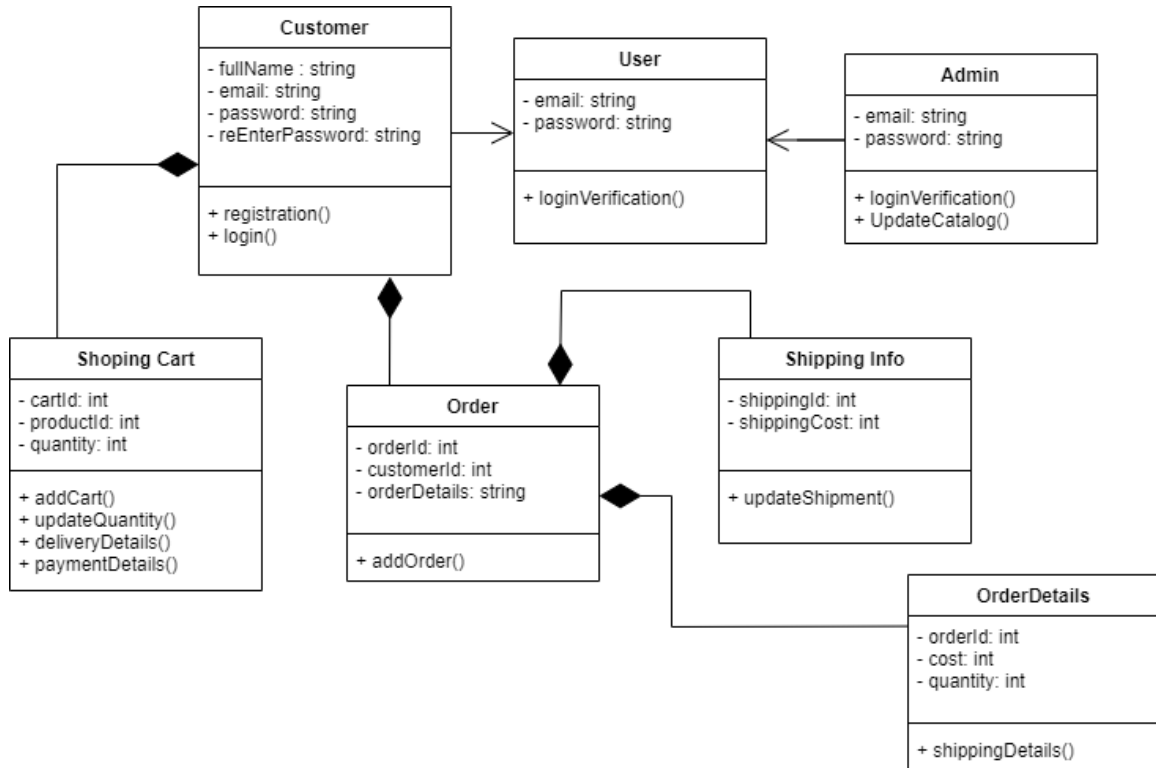 Customer
- fullName : string
- email: string
- password: string
- reEnterPassword: string
+ registration()
+ login()
User
- email: string
- password: string
+ loginVerification()
Admin
- email: string
- password: string
+ loginVerification()
+ UpdateCatalog()
Shoping Cart
- cartId: int
- productId: int
- quantity: int
+ addCart()
+ updateQuantity()
+ deliveryDetails()
+ paymentDetails()
Order
- orderId: int
- customerId: int
- orderDetails: string
+ addOrder()
Shipping Info
- shippingId: int
- shippingCost: int
+ updateShipment()
OrderDetails
- orderId: int
- cost: int
- quantity: int
+ shippingDetails()